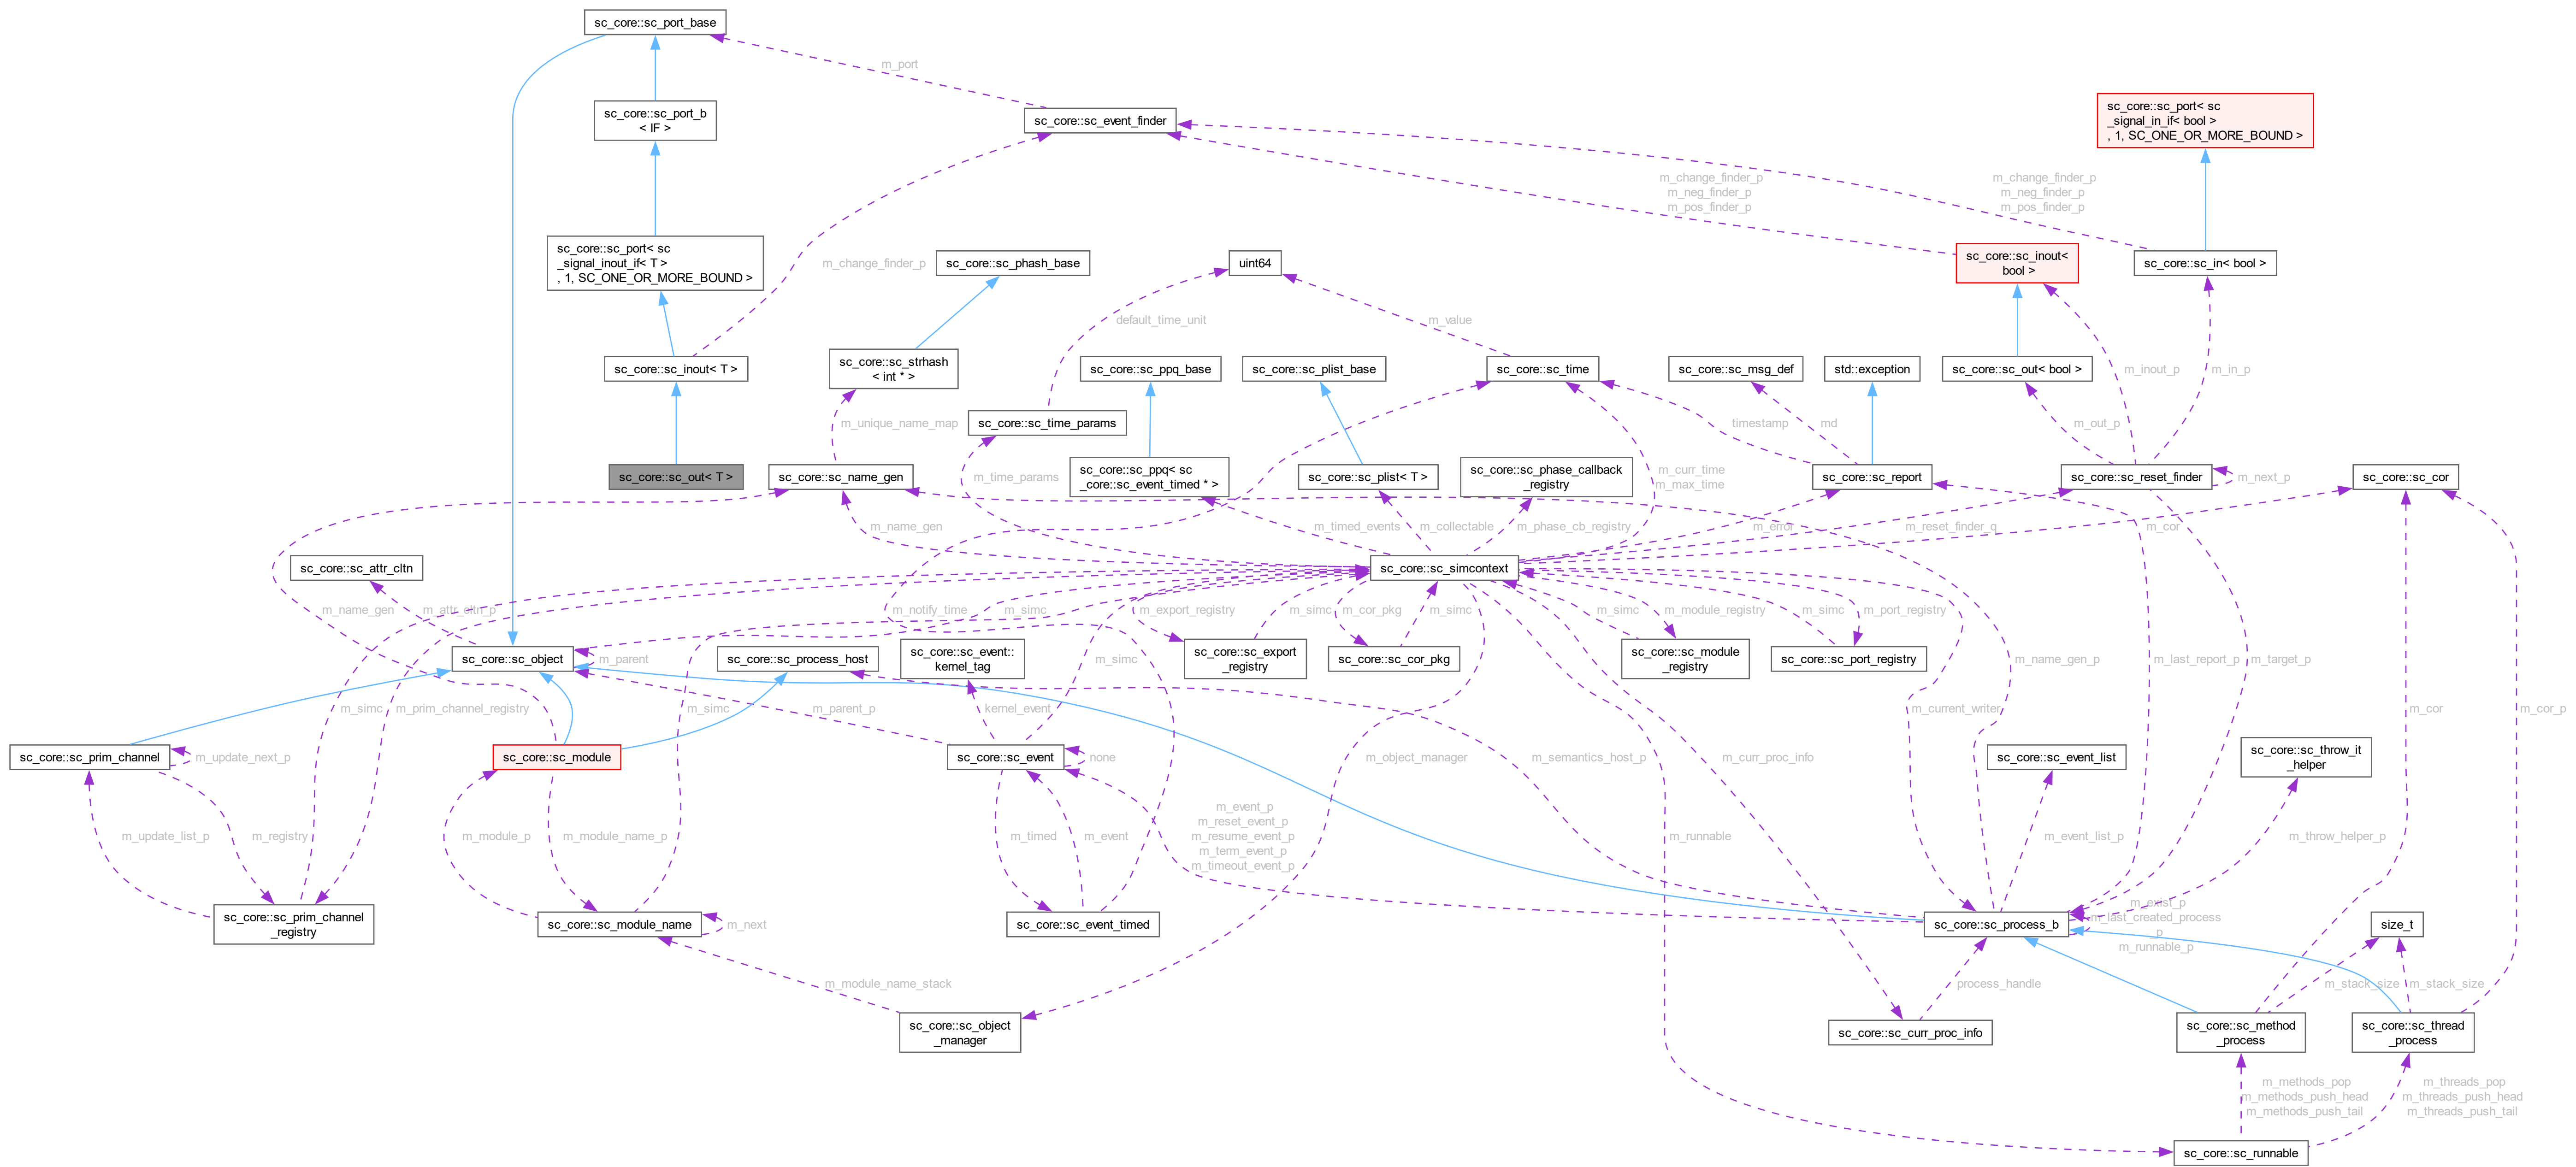 sc_core::sc_port_base
m_port
sc_core::sc_port_b
< IF >
sc_core::sc_event_finder
sc_core::sc_port< sc
_signal_in_if< bool >
, 1, SC_ONE_OR_MORE_BOUND >
m_change_finder_p
m_neg_finder_p
m_pos_finder_p
m_change_finder_p
m_neg_finder_p
m_pos_finder_p
sc_core::sc_port< sc
_signal_inout_if< T >
, 1, SC_ONE_OR_MORE_BOUND >
m_change_finder_p
sc_core::sc_phash_base
uint64
sc_core::sc_inout<
bool >
sc_core::sc_in< bool >
default_time_unit
m_value
sc_core::sc_inout< T >
sc_core::sc_strhash
< int * >
sc_core::sc_ppq_base
sc_core::sc_plist_base
sc_core::sc_time
sc_core::sc_msg_def
std::exception
sc_core::sc_out< bool >
m_inout_p
m_in_p
m_unique_name_map
sc_core::sc_time_params
timestamp
md
m_out_p
sc_core::sc_out< T >
sc_core::sc_name_gen
m_time_params
sc_core::sc_ppq< sc
_core::sc_event_timed * >
sc_core::sc_plist< T >
sc_core::sc_phase_callback
_registry
m_curr_time
m_max_time
sc_core::sc_report
sc_core::sc_reset_finder
m_next_p
sc_core::sc_cor
m_name_gen
m_timed_events
m_collectable
m_phase_cb_registry
m_error
m_reset_finder_q
m_cor
sc_core::sc_attr_cltn
sc_core::sc_simcontext
m_name_gen
m_attr_cltn_p
m_notify_time
m_simc
m_export_registry
m_simc
m_cor_pkg
m_simc
m_simc
m_module_registry
m_simc
m_port_registry
sc_core::sc_object
m_parent
sc_core::sc_process_host
sc_core::sc_event::
kernel_tag
m_simc
sc_core::sc_export
_registry
sc_core::sc_cor_pkg
sc_core::sc_module
_registry
sc_core::sc_port_registry
m_name_gen_p
m_last_report_p
m_target_p
m_simc
m_prim_channel_registry
m_simc
m_parent_p
kernel_event
m_current_writer
m_cor
m_cor_p
sc_core::sc_prim_channel
m_update_next_p
sc_core::sc_module
sc_core::sc_event
none
m_object_manager
m_semantics_host_p
m_curr_proc_info
sc_core::sc_event_list
sc_core::sc_throw_it
_helper
m_update_list_p
m_registry
m_module_p
m_module_name_p
m_timed
m_event
m_event_p
m_reset_event_p
m_resume_event_p
m_term_event_p
m_timeout_event_p
m_runnable
m_event_list_p
m_throw_helper_p
sc_core::sc_prim_channel
_registry
sc_core::sc_module_name
m_next
sc_core::sc_event_timed
sc_core::sc_process_b
m_exist_p
m_last_created_process
_p
m_runnable_p
size_t
m_module_name_stack
process_handle
m_stack_size
m_stack_size
sc_core::sc_object
_manager
sc_core::sc_curr_proc_info
sc_core::sc_method
_process
sc_core::sc_thread
_process
m_methods_pop
m_methods_push_head
m_methods_push_tail
m_threads_pop
m_threads_push_head
m_threads_push_tail
sc_core::sc_runnable